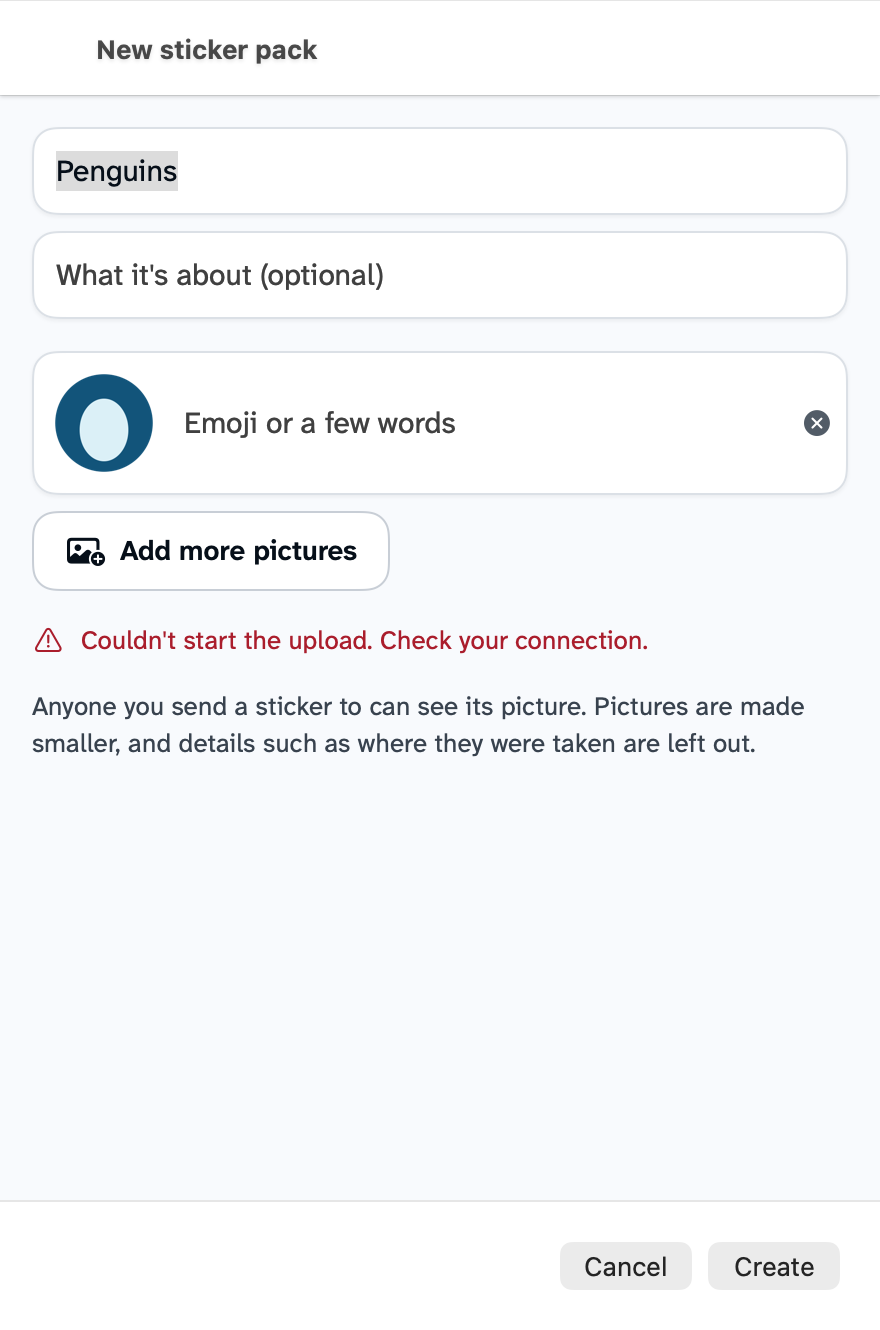 New sticker pack
Penguins
What it's about (optional)
Emoji or a few words
Add more pictures
Couldn't start the upload. Check your connection.
Anyone you send a sticker to can see its picture. Pictures are made
smaller, and details such as where they were taken are left out.
Cancel
Create